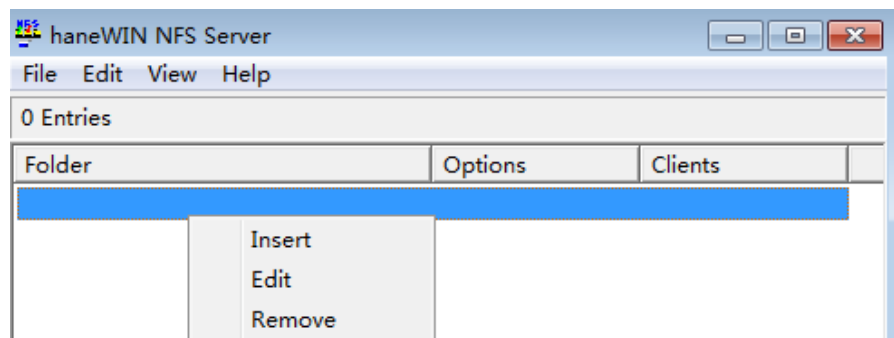 haneWIN NFS Server
File Edit View Help
0 Entries
Folder Options Clients
Insert
Edit
Remove